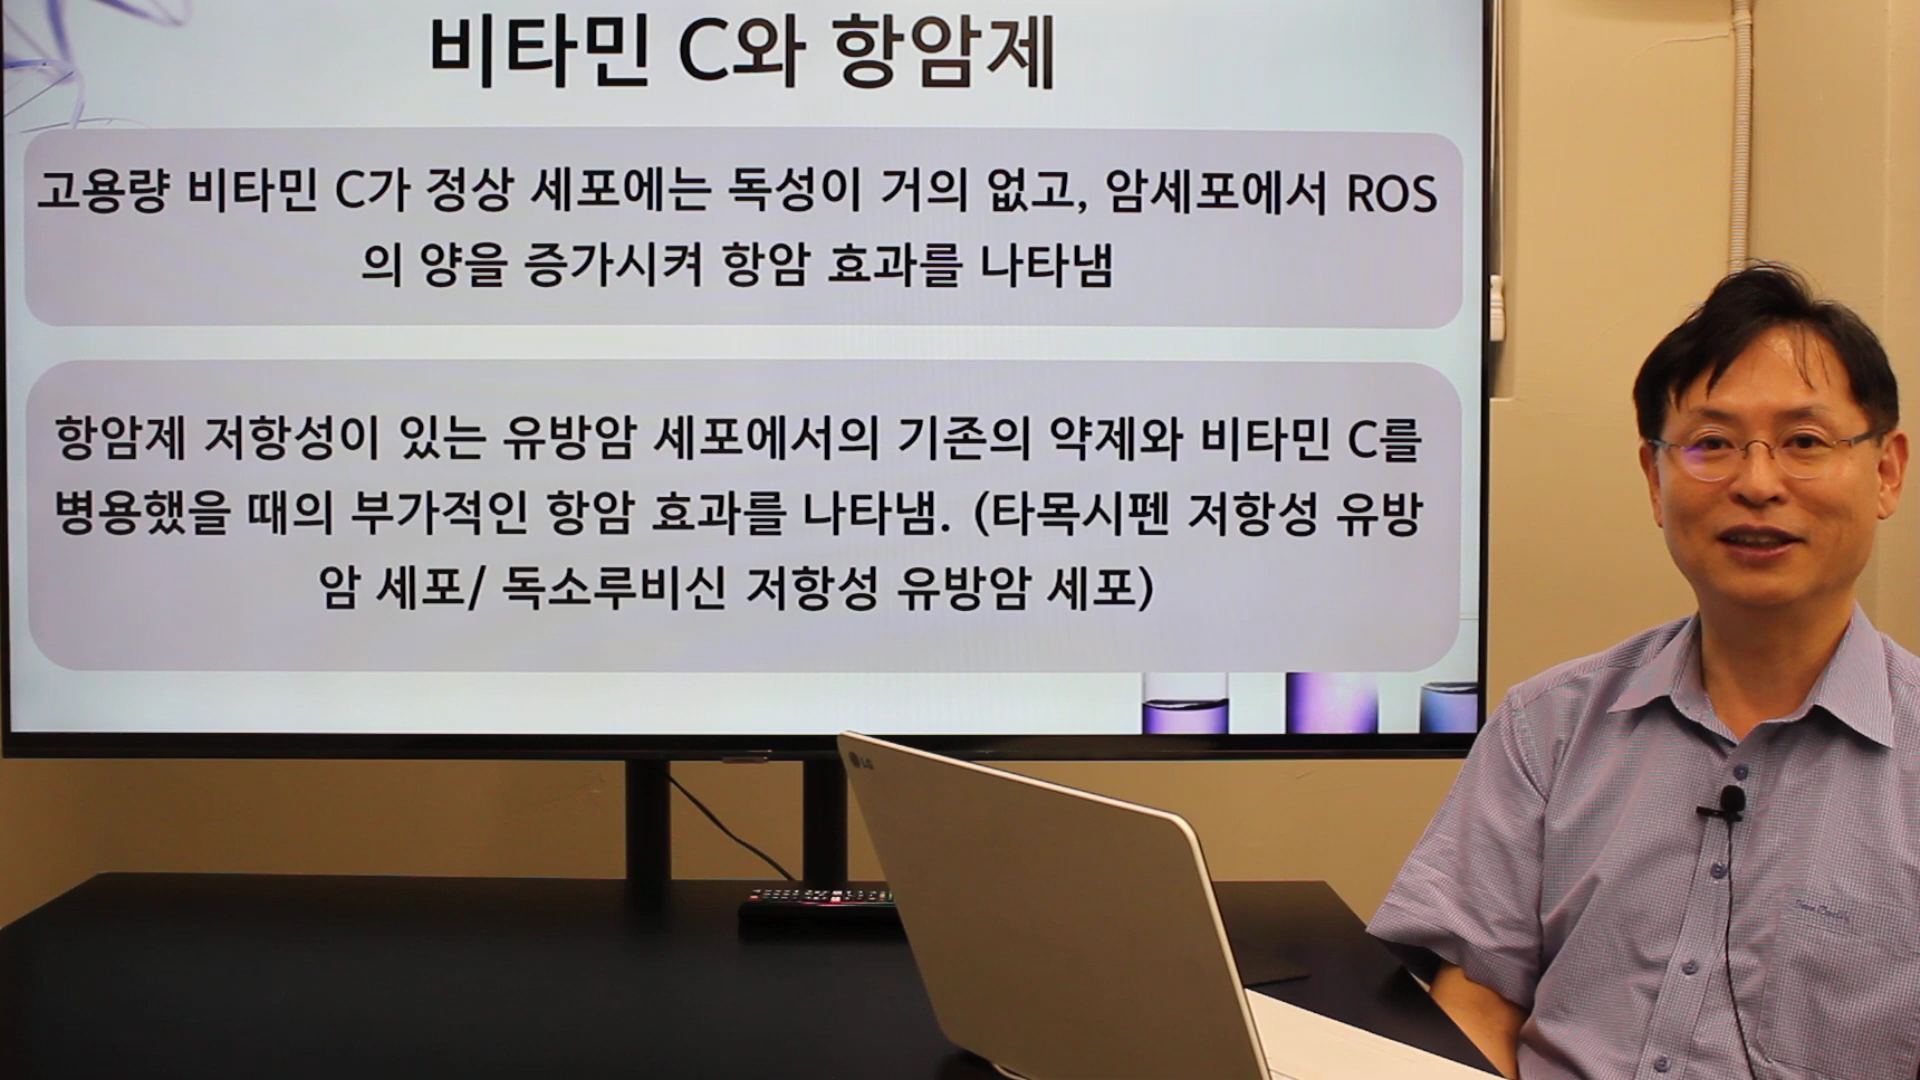 비타민 C와 항암제
고용량 비타민 C가 정상 세포에는 독성이 거의 없고, 암세포에서 ROS
의 양을 증가시켜 항암 효과를 나타냄
항암제 저항성이 있는 유방암 세포에서의 기존의 약제와 비타민 C를
병용했을 때의 부가적인 항암 효과를 나타냄. (타목시펜 저항성 유방
암 세포/ 독소루비신 저항성 유방암 세포)
LG